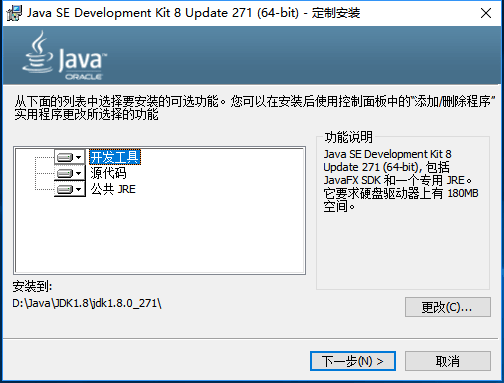 Java SE Development Kit 8 Update 271 (64-bit) - 定制安装
Java
ORACLE
从下面的列表中选择要安装的可选功能。您可以在安装后使用控制面板中的“添加/删除程序”
实用程序更改所选择的功能
开发工具
源代码
公共 JRE
功能说明
Java SE Development Kit 8
Update 271 (64-bit), 包括
JavaFX SDK 和一个专用 JRE。
它要求硬盘驱动器上有 180MB
空间。
安装到:
D:\Java\JDK1.8\jdk1.8.0_271\
更改(C)...
下一步(N) >
取消